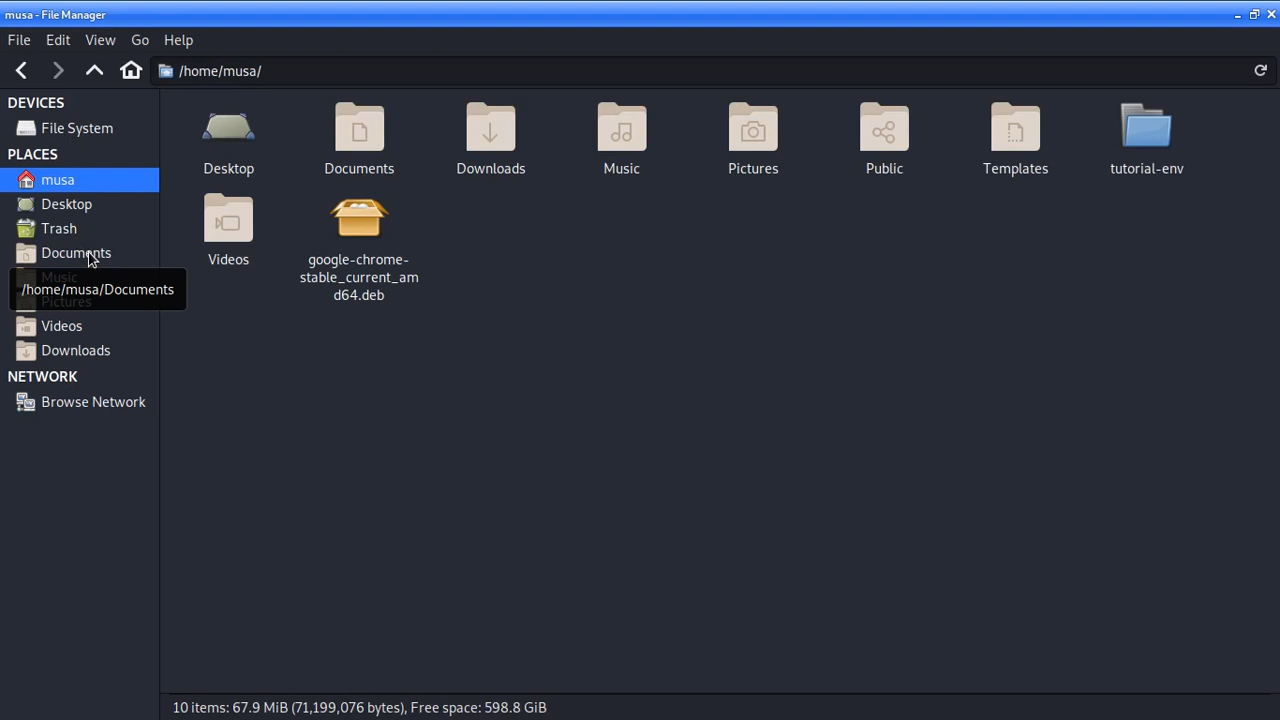 musa - File Manager
File Edit View Go Help
/home/musa/
DEVICES
File System
PLACES
musa
Desktop
Trash
Documents
Music
/home/musa/Documents
Pictures
Videos
Downloads
NETWORK
Browse Network
Desktop Documents Downloads Music Pictures Public Templates tutorial-env
Videos
google-chrome-
stable_current_am
d64.deb
10 items: 67.9 MiB (71,199,076 bytes), Free space: 598.8 GiB